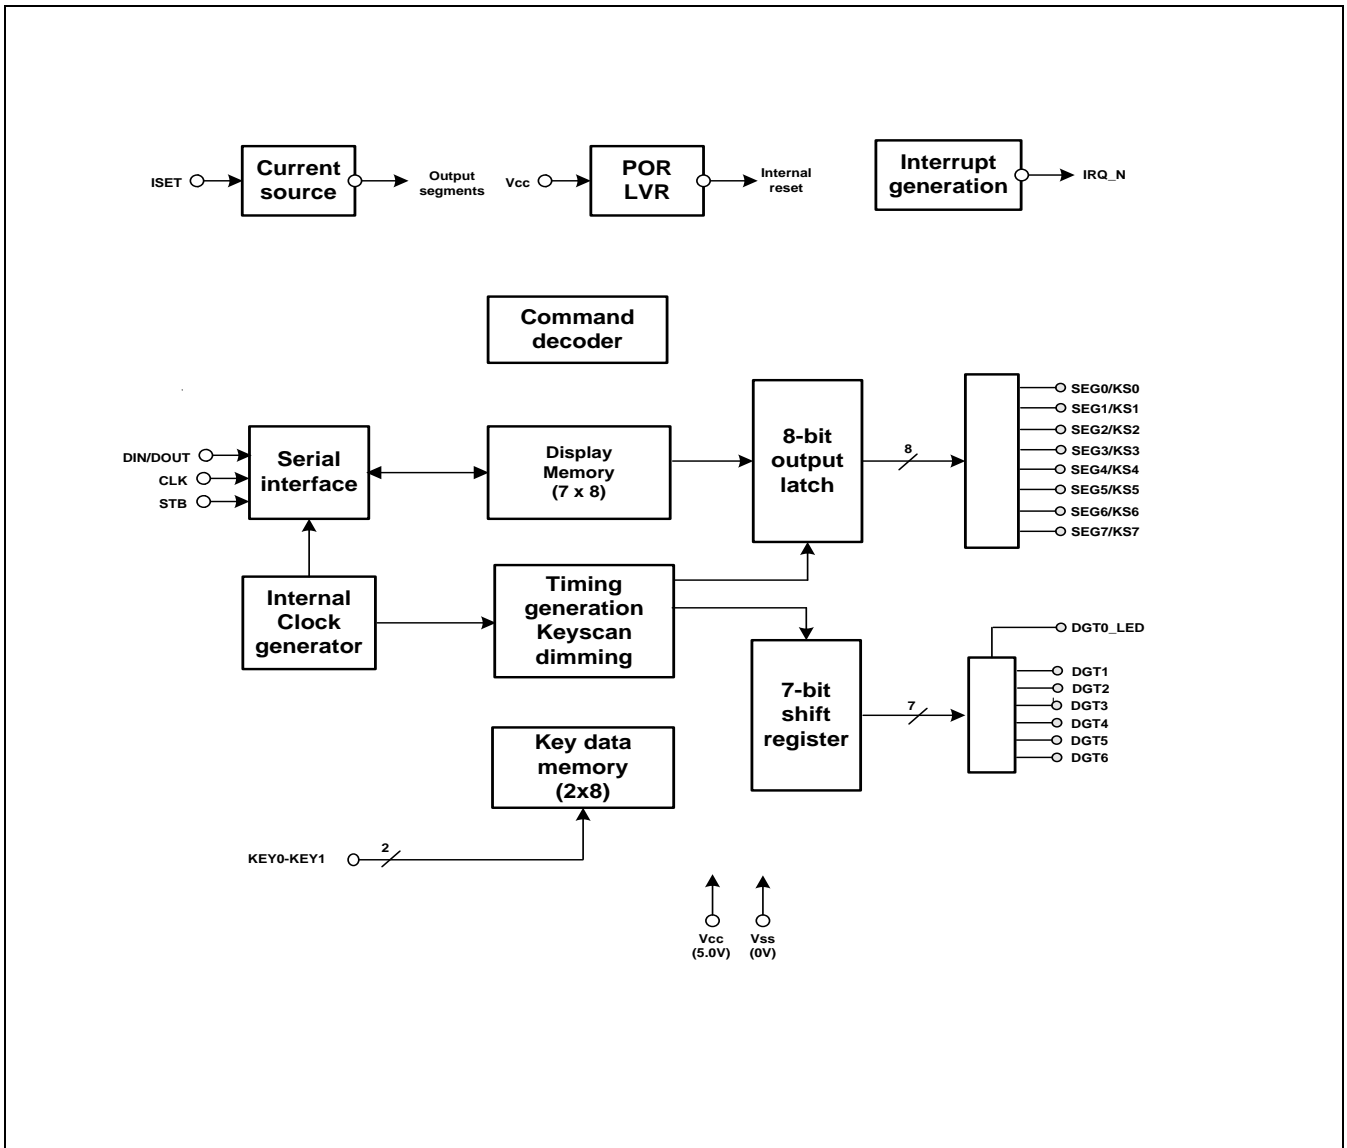 ISET
Current
source
Output
segments
Vcc
POR
LVR
Internal
reset
Interrupt
generation
IRQ_N
Command
decoder
DIN/DOUT
CLK
STB
Serial
interface
Display
Memory
(7 x 8)
8-bit
output
latch
8
SEG0/KS0
SEG1/KS1
SEG2/KS2
SEG3/KS3
SEG4/KS4
SEG5/KS5
SEG6/KS6
SEG7/KS7
Internal
Clock
generator
Timing
generation
Keyscan
dimming
7-bit
shift
register
7
DGT0_LED
DGT1
DGT2
DGT3
DGT4
DGT5
DGT6
Key data
memory
(2x8)
KEY0-KEY1
2
Vcc
(5.0V)
Vss
(0V)